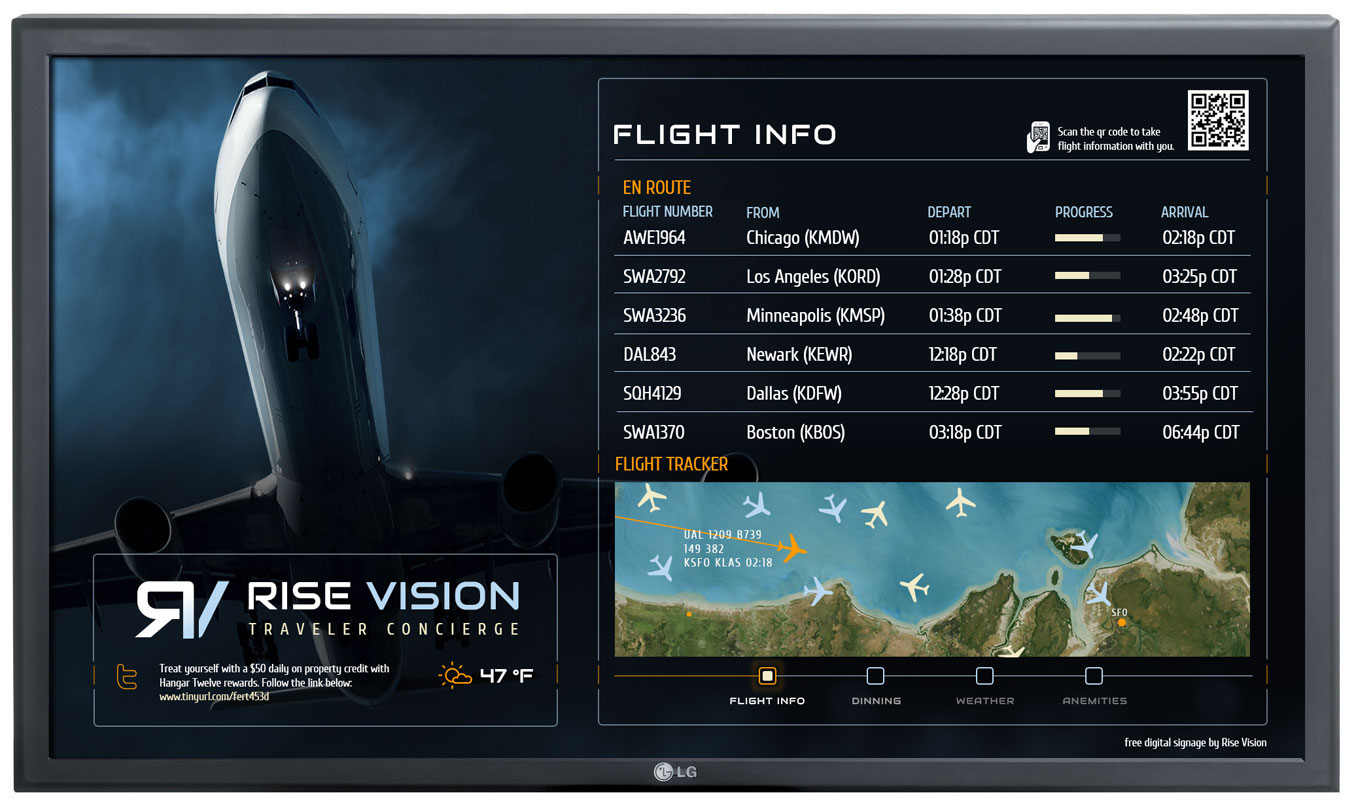 FLIGHT INFO
Scan the qr code to take
flight information with you.
EN ROUTE
FLIGHT NUMBER FROM DEPART PROGRESS ARRIVAL
AWE1964 Chicago (KMDW) 01:18p CDT 02:18p CDT
SWA2792 Los Angeles (KORD) 01:28p CDT 03:25p CDT
SWA3236 Minneapolis (KMSP) 01:38p CDT 02:48p CDT
DAL843 Newark (KEWR) 12:18p CDT 02:22p CDT
SQH4129 Dallas (KDFW) 12:28p CDT 03:55p CDT
SWA1370 Boston (KBOS) 03:18p CDT 06:44p CDT
FLIGHT TRACKER
UAL 1209 B739
149 382
KSFO KLAS 02:18
SFO
FLIGHT INFO DINNING WEATHER ANEMITIES
RV RISE VISION
TRAVELER CONCIERGE
Treat yourself with a $50 daily on property credit with
Hangar Twelve rewards. Follow the link below:
www.tinyurl.com/fert453d
47 °F
free digital signage by Rise Vision
LG